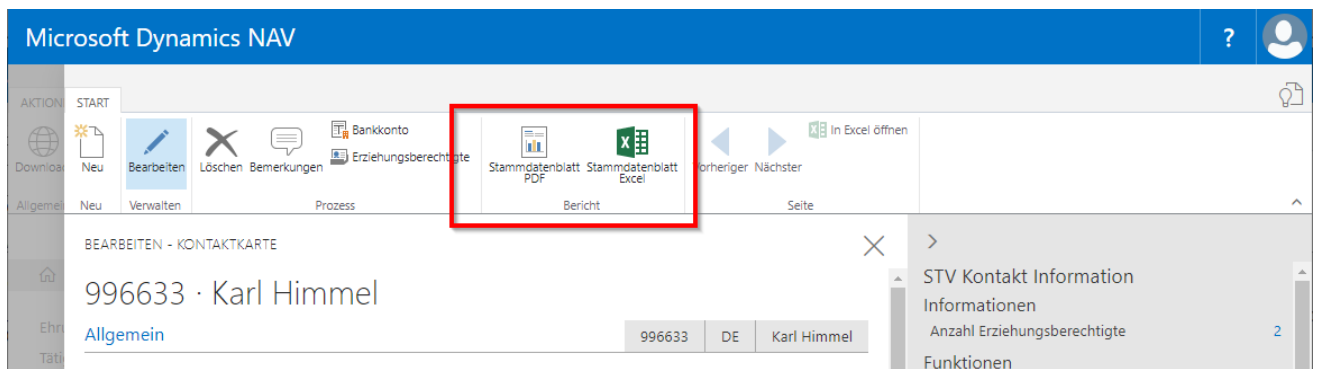 Microsoft Dynamics NAV
?
AKTION START
Download
Neu
Bearbeiten
Löschen
Bemerkungen
Bankkonto
Erziehungsberechtigte
Stammdatenblatt
PDF
Stammdatenblatt
Excel
Vorheriger
Nächster
In Excel öffnen
Allgemein Neu Verwalten Prozess Bericht Seite
BEARBEITEN - KONTAKTKARTE
996633 · Karl Himmel
Allgemein 996633 DE Karl Himmel
STV Kontakt Information
Informationen
Anzahl Erziehungsberechtigte 2
Funktionen